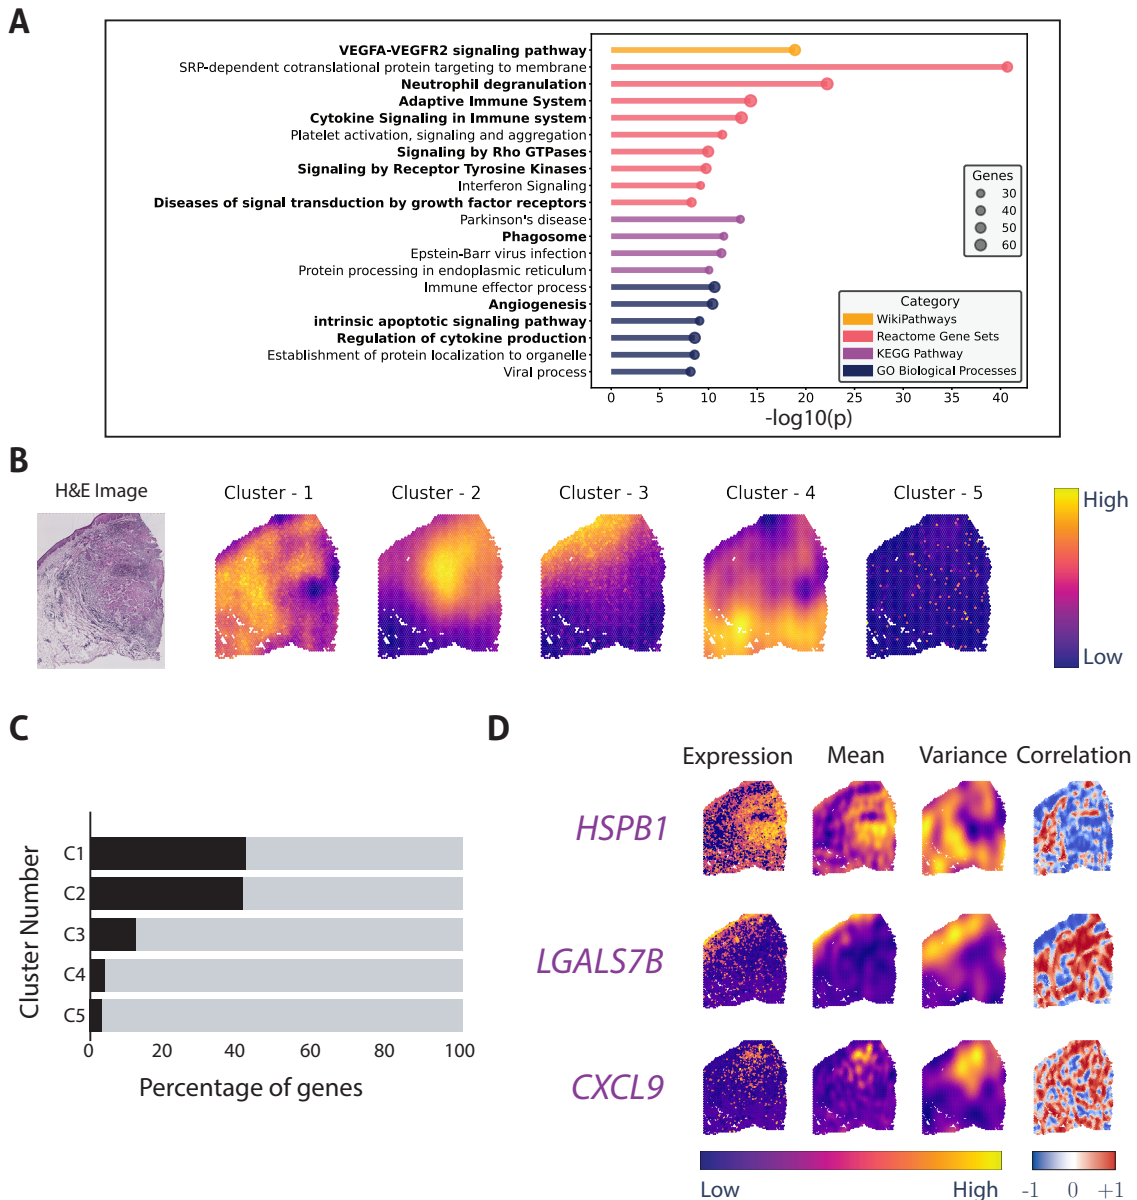 A
VEGFA-VEGFR2 signaling pathway
SRP-dependent cotranslational protein targeting to membrane
Neutrophil degranulation
Adaptive Immune System
Cytokine Signaling in Immune system
Platelet activation, signaling and aggregation
Signaling by Rho GTPases
Signaling by Receptor Tyrosine Kinases
Interferon Signaling
Diseases of signal transduction by growth factor receptors
Parkinson's disease
Phagosome
Epstein-Barr virus infection
Protein processing in endoplasmic reticulum
Immune effector process
Angiogenesis
intrinsic apoptotic signaling pathway
Regulation of cytokine production
Establishment of protein localization to organelle
Viral process
Genes
30
40
50
60
Category
WikiPathways
Reactome Gene Sets
KEGG Pathway
GO Biological Processes
0 5 10 15 20 25 30 35 40
-log10(p)
B
H&E Image
Cluster - 1
Cluster - 2
Cluster - 3
Cluster - 4
Cluster - 5
High
Low
C
Cluster Number
C1
C2
C3
C4
C5
0 20 40 60 80 100
Percentage of genes
D
Expression Mean Variance Correlation
HSPB1
LGALS7B
CXCL9
Low High
-1 0 +1